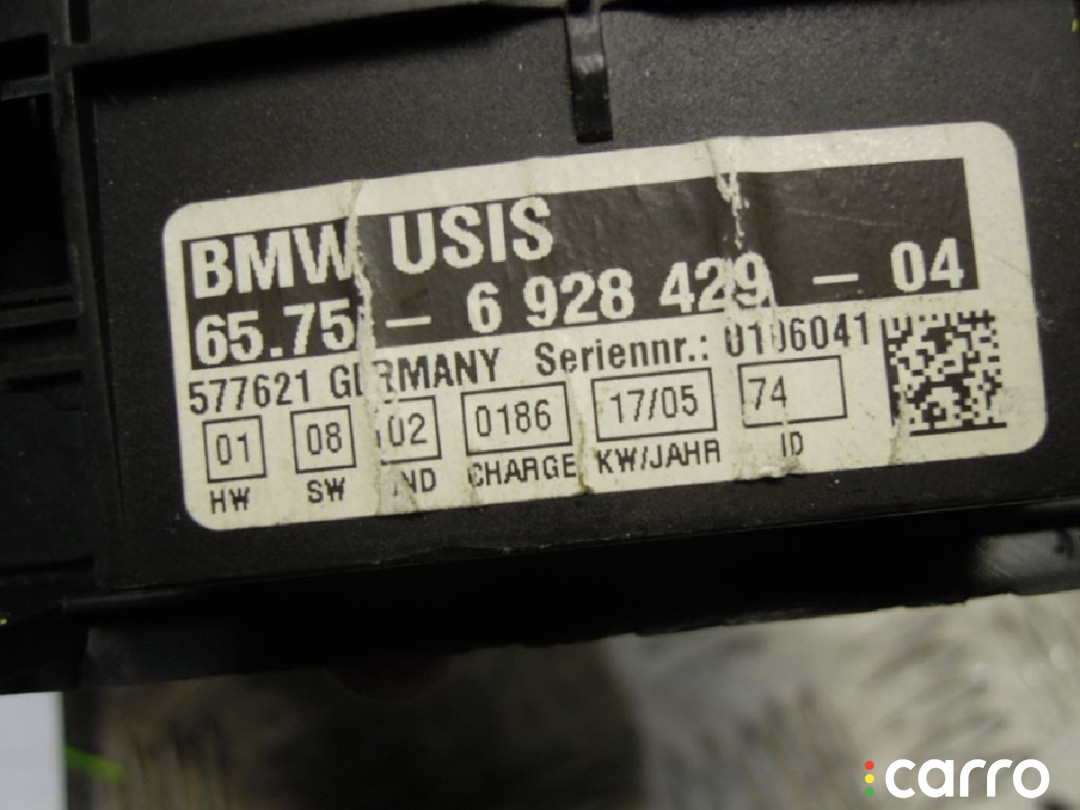 BMW USIS
65.75 – 6 928 429 – 04
577621 GERMANY Seriennr.: 0106041
01 08 02 0186 17/05 74
HW SW IND CHARGE KW/JAHR ID
carro